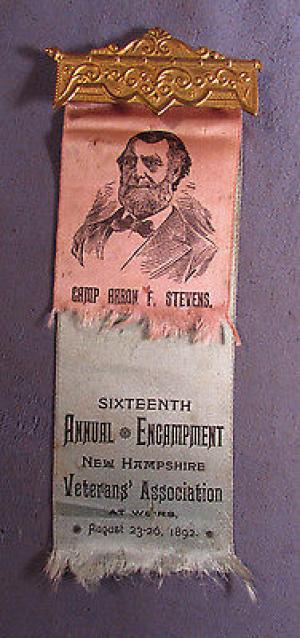 CAMP AARON F. STEVENS.
SIXTEENTH
ANNUAL ENCAMPMENT
NEW HAMPSHIRE
Veterans' Association
AT WEIRS,
August 23-26, 1892.